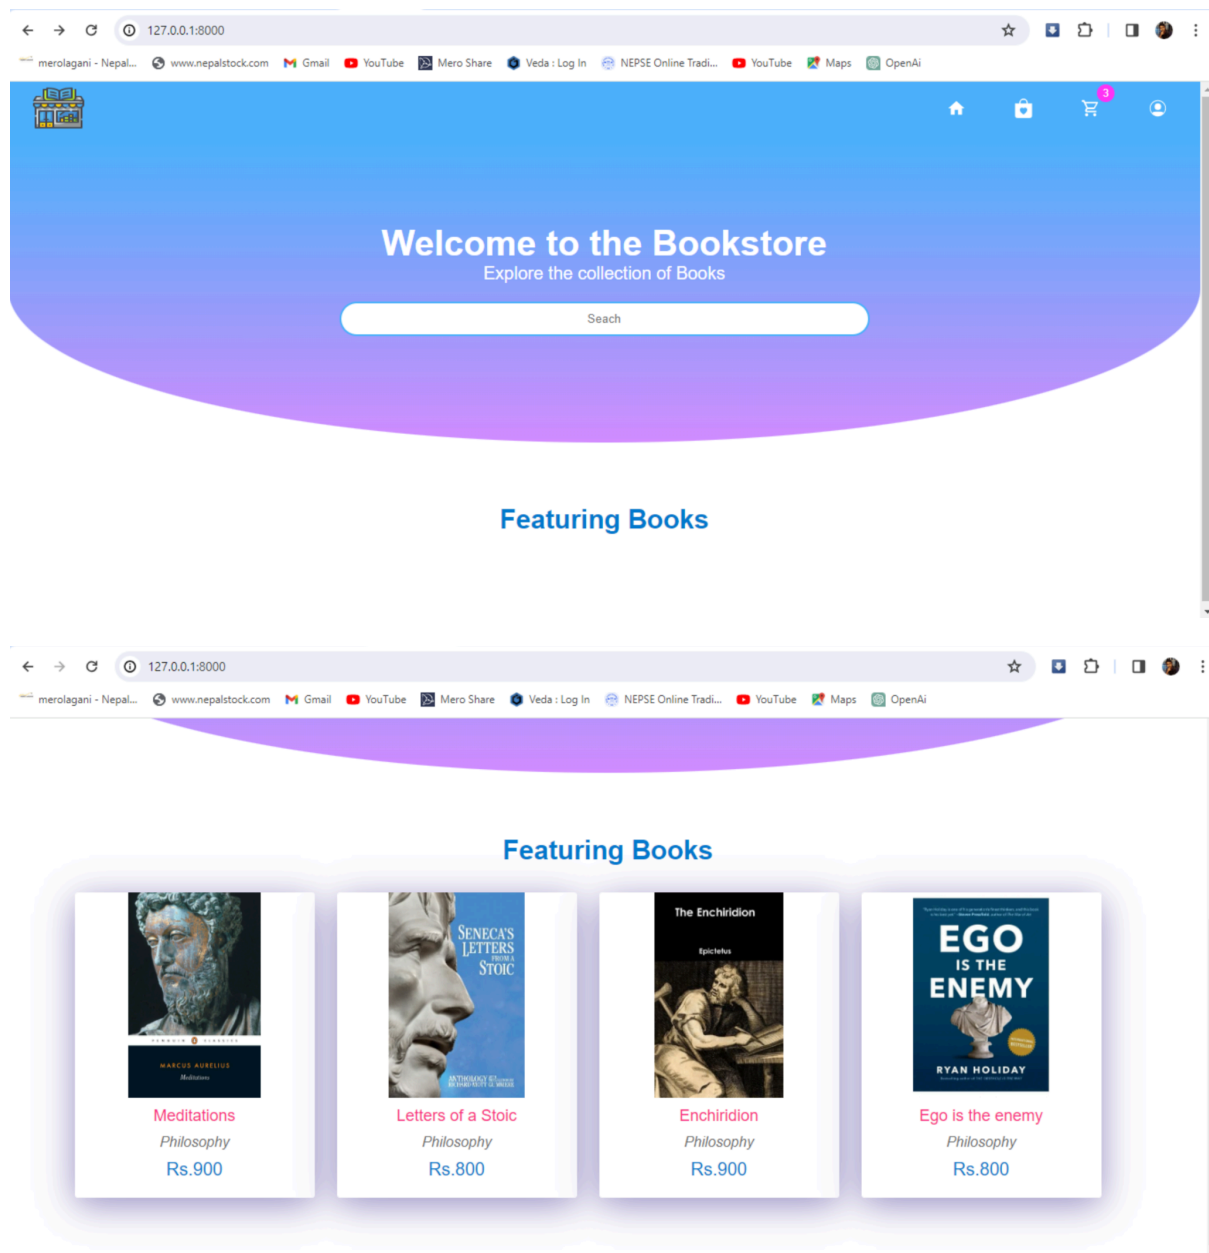 127.0.0.1:8000
merolagani - Nepal... www.nepalstock.com Gmail YouTube Mero Share Veda : Log In NEPSE Online Tradi... YouTube Maps OpenAi
3
Welcome to the Bookstore
Explore the collection of Books
Seach
Featuring Books
127.0.0.1:8000
merolagani - Nepal... www.nepalstock.com Gmail YouTube Mero Share Veda : Log In NEPSE Online Tradi... YouTube Maps OpenAi
Featuring Books
PENGUIN CLASSICS
MARCUS AURELIUS
Meditations
Meditations
Philosophy
Rs.900
SENECA'S
LETTERS
FROM A
STOIC
Letters of a Stoic
Philosophy
Rs.800
The Enchiridion
Epictetus
Enchiridion
Philosophy
Rs.900
EGO
IS THE
ENEMY
RYAN HOLIDAY
Ego is the enemy
Philosophy
Rs.800